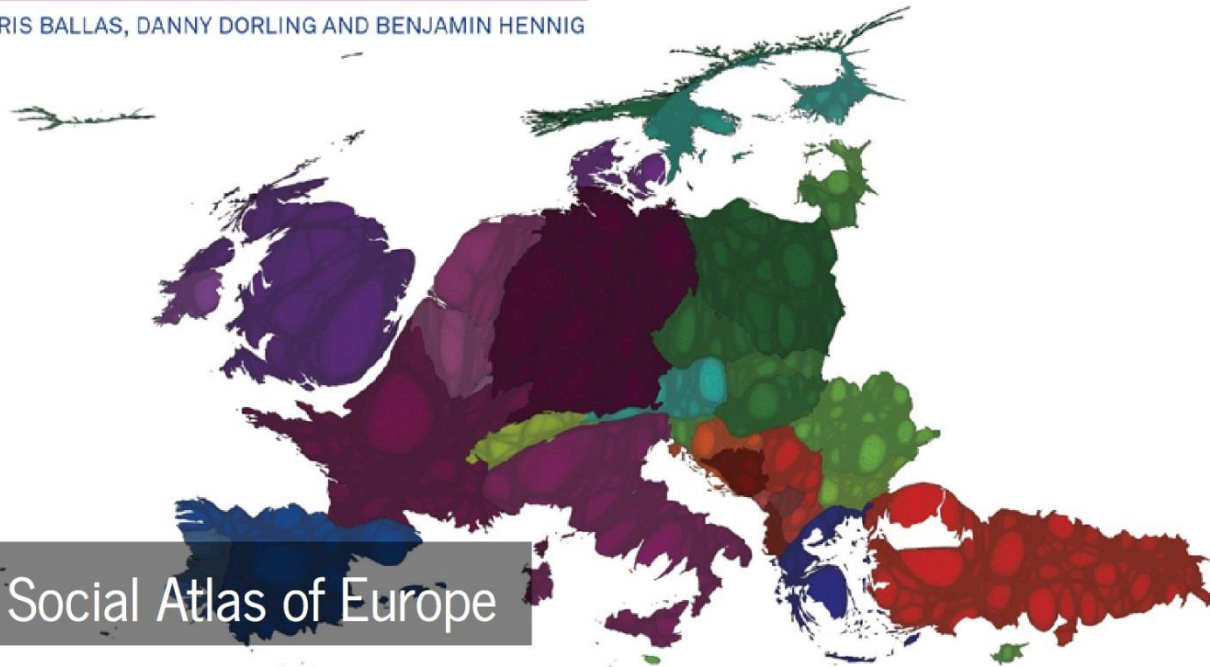 RIS BALLAS, DANNY DORLING AND BENJAMIN HENNIG
Social Atlas of Europe